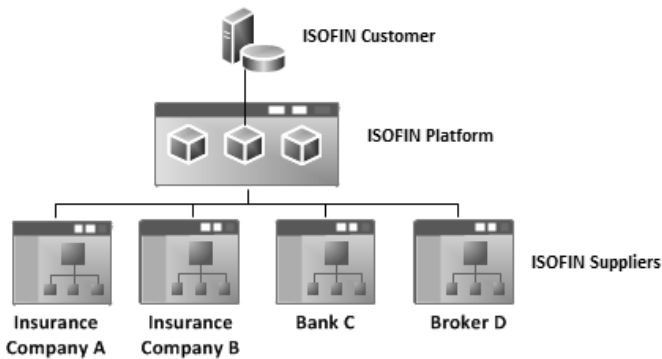 ISOFIN Customer
ISOFIN Platform
ISOFIN Suppliers
Insurance
Company A
Insurance
Company B
Bank C
Broker D